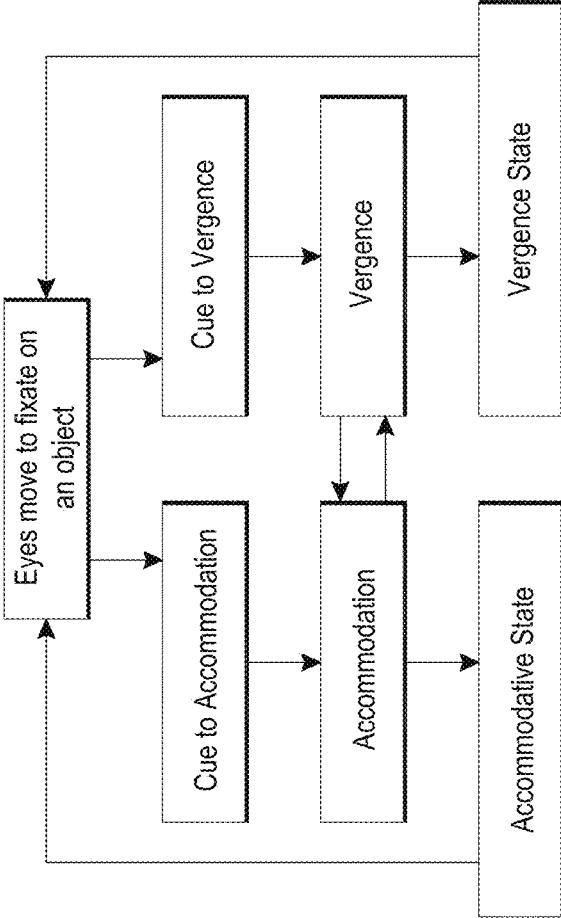 Eyes move to fixate on
an object
Cue to Accommodation
Cue to Vergence
Accommodation
Vergence
Accommodative State
Vergence State